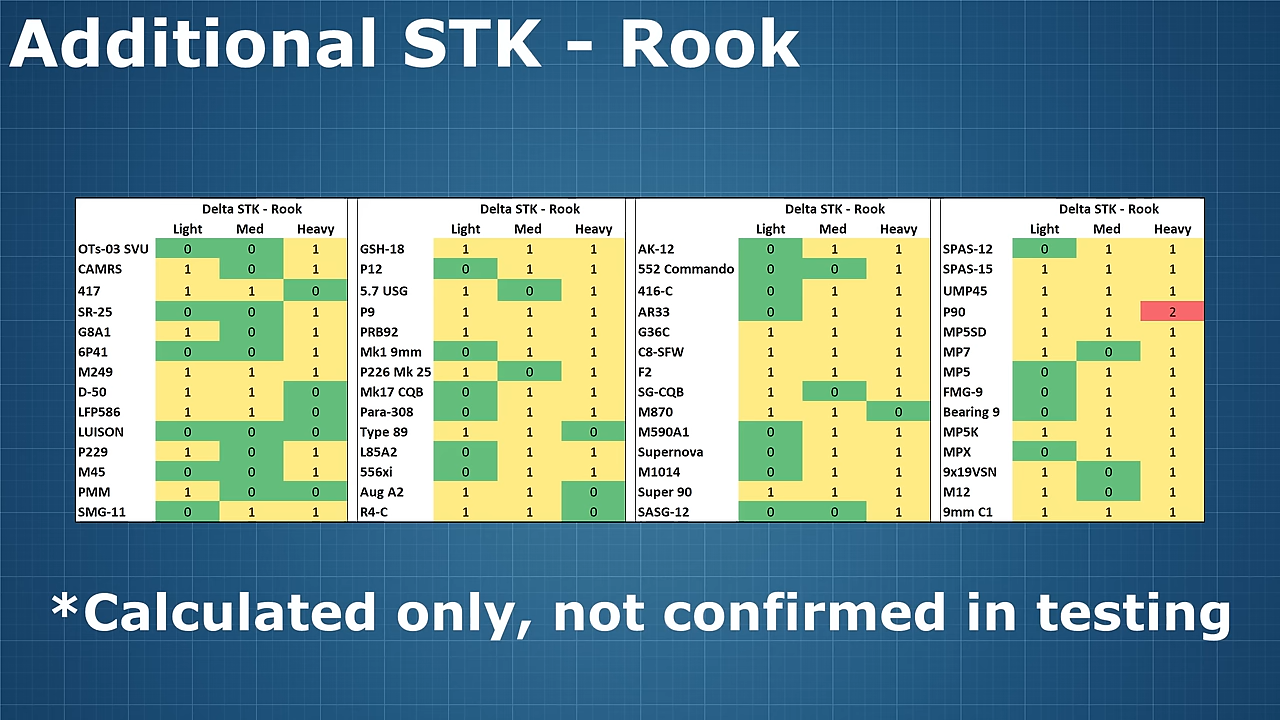 Additional STK - Rook
Delta STK - Rook
Light Med Heavy
OTs-03 SVU 0 0 1
CAMRS 1 0 1
417 1 1 0
SR-25 0 0 1
G8A1 1 0 1
6P41 0 0 1
M249 1 1 1
D-50 1 1 0
LFP586 1 1 0
LUISON 0 0 0
P229 1 0 1
M45 0 0 1
PMM 1 0 0
SMG-11 0 1 1
Delta STK - Rook
Light Med Heavy
GSH-18 1 1 1
P12 0 1 1
5.7 USG 1 0 1
P9 1 1 1
PRB92 1 1 1
Mk1 9mm 0 1 1
P226 Mk 25 1 0 1
Mk17 CQB 0 1 1
Para-308 0 1 1
Type 89 1 1 0
L85A2 0 1 1
556xi 0 1 1
Aug A2 1 1 0
R4-C 1 1 0
Delta STK - Rook
Light Med Heavy
AK-12 0 1 1
552 Commando 0 0 1
416-C 0 1 1
AR33 0 1 1
G36C 1 1 1
C8-SFW 1 1 1
F2 1 1 1
SG-CQB 1 0 1
M870 1 1 0
M590A1 0 1 1
Supernova 0 1 1
M1014 0 1 1
Super 90 1 1 1
SASG-12 0 0 1
Delta STK - Rook
Light Med Heavy
SPAS-12 0 1 1
SPAS-15 1 1 1
UMP45 1 1 1
P90 1 1 2
MP5SD 1 1 1
MP7 1 0 1
MP5 0 1 1
FMG-9 0 1 1
Bearing 9 0 1 1
MP5K 1 1 1
MPX 0 1 1
9x19VSN 1 0 1
M12 1 0 1
9mm C1 1 1 1
*Calculated only, not confirmed in testing